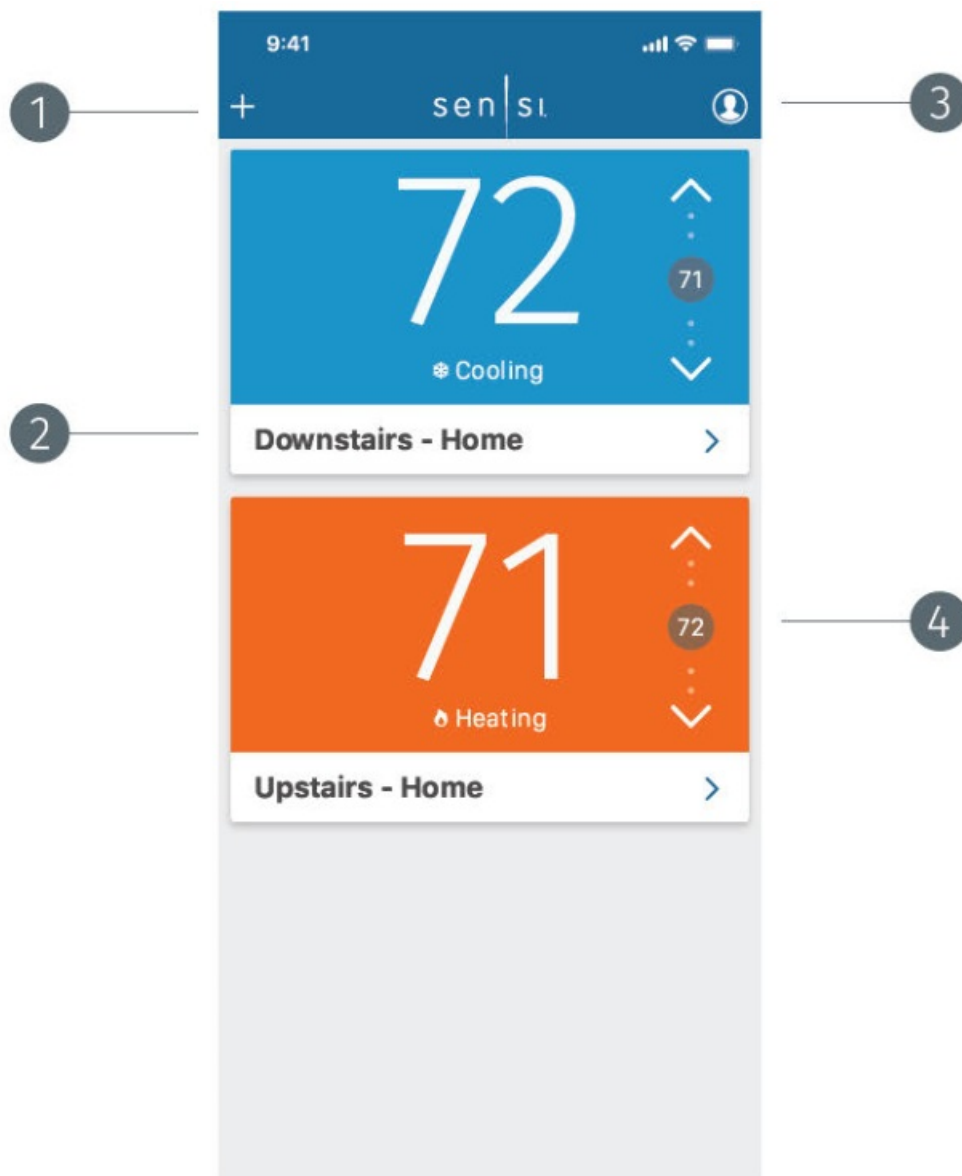 9:41
1
+ sen|si. 3
72
71
Cooling
2
Downstairs - Home
71
72
4
Heating
Upstairs - Home